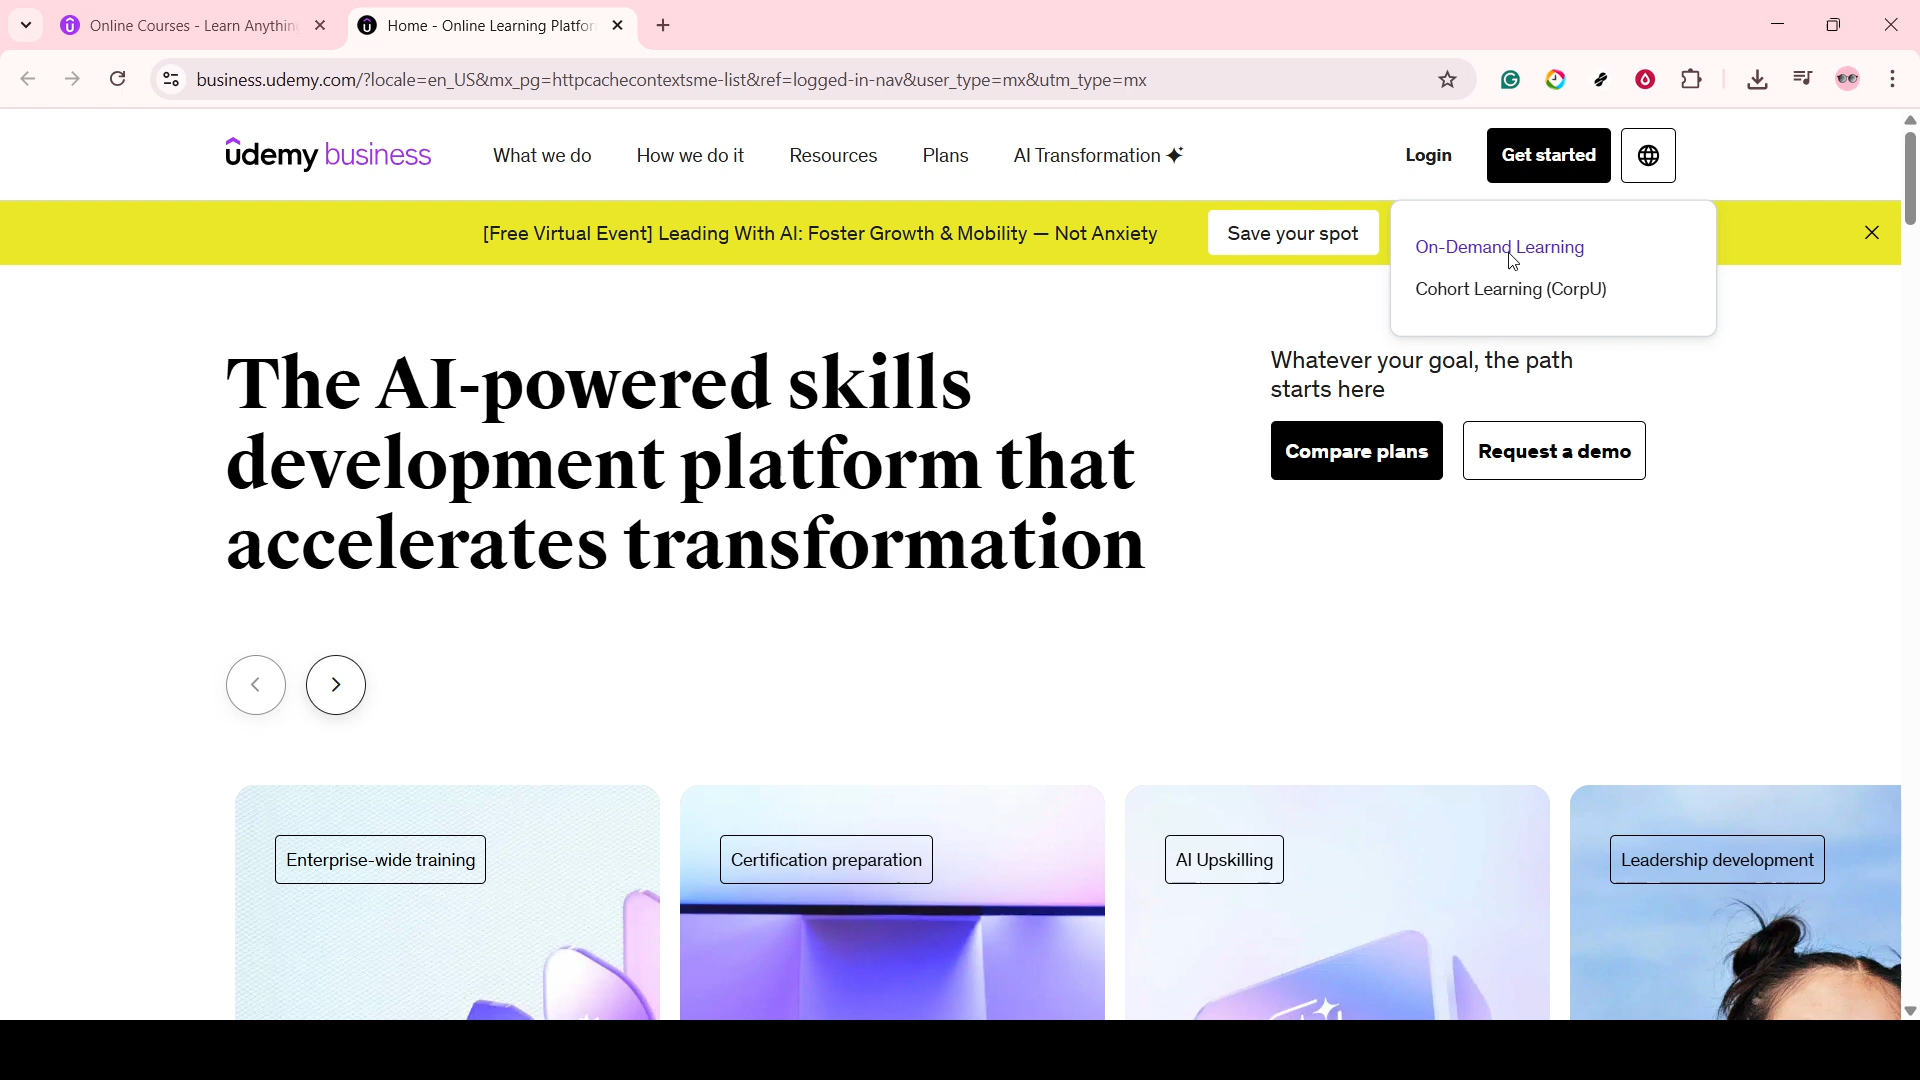 Online Courses - Learn Anythin
Home - Online Learning Platfor
business.udemy.com/?locale=en_US&mx_pg=httpcachecontextsme-list&ref=logged-in-nav&user_type=mx&utm_type=mx
ûdemy business
What we do
How we do it
Resources
Plans
AI Transformation
Login
Get started
[Free Virtual Event] Leading With AI: Foster Growth & Mobility — Not Anxiety
Save your spot
On-Demand Learning
Cohort Learning (CorpU)
The AI-powered skills
development platform that
accelerates transformation
Whatever your goal, the path
starts here
Compare plans
Request a demo
Enterprise-wide training
Certification preparation
AI Upskilling
Leadership development